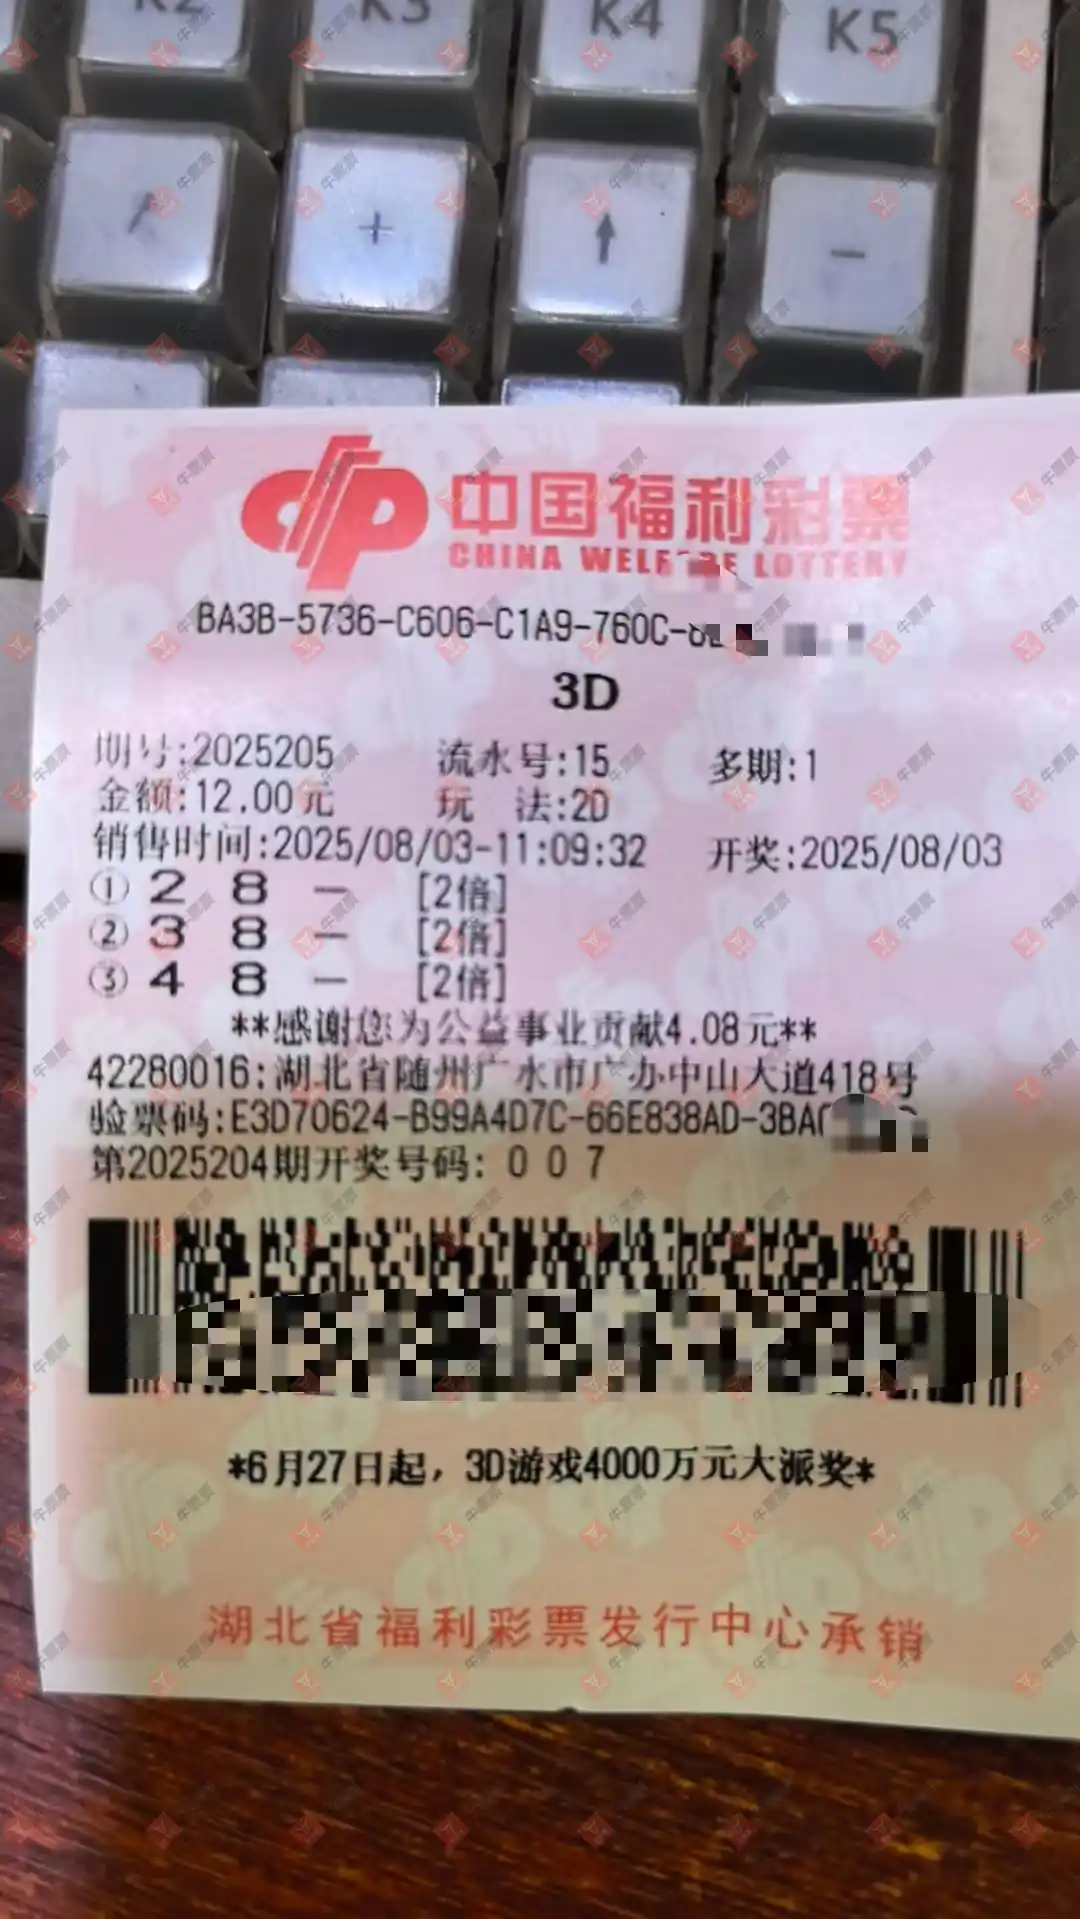 K2 K3 K4 K5
+ ↑ −
中国福利彩票
CHINA WELFARE LOTTERY
BA3B-5736-C606-C1A9-760C-
3D
期号:2025205 流水号:15 多期:1
金额:12.00元 玩 法:2D
销售时间:2025/08/03-11:09:32 开奖:2025/08/03
① 2 8 — [2倍]
② 3 8 — [2倍]
③ 4 8 — [2倍]
**感谢您为公益事业贡献4.08元**
42280016:湖北省随州广水市广办中山大道418号
验票码:E3D70624-B99A4D7C-66E838AD-3BA
第2025204期开奖号码: 0 0 7
*6月27日起，3D游戏4000万元大派奖*
湖北省福利彩票发行中心承销
牛票票